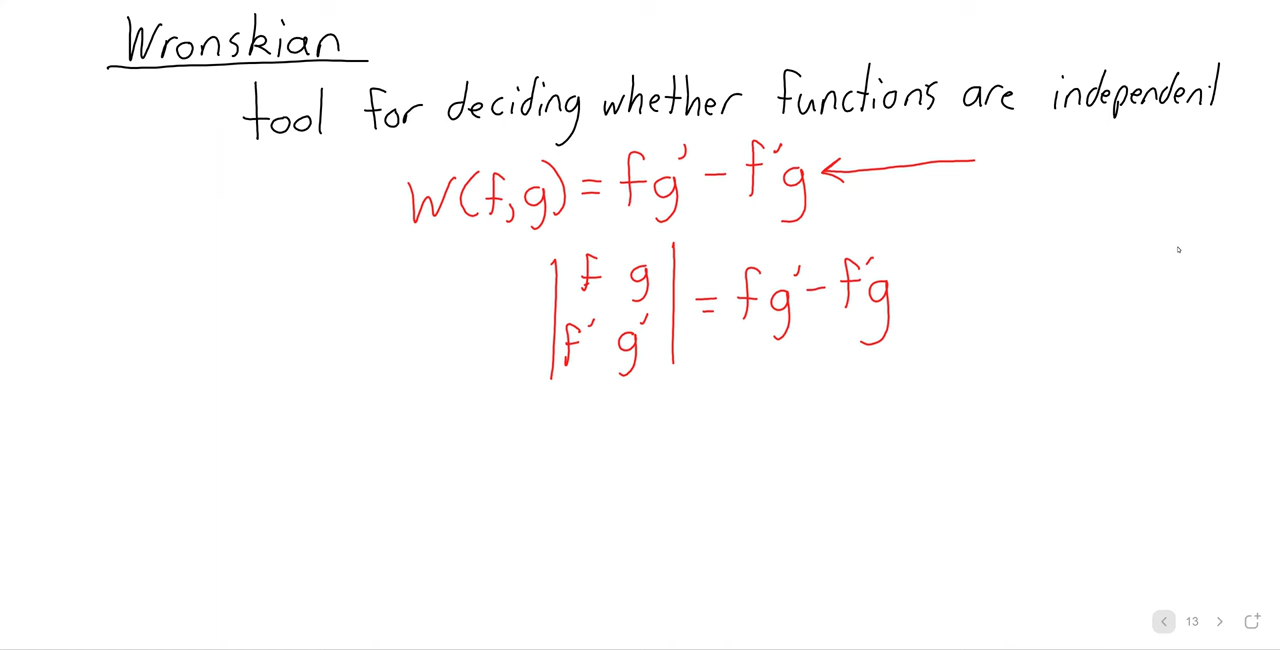 Wronskian
tool for deciding whether functions are independent
W(f,g) = fg' - f'g
| f g |
| f' g' | = fg' - f'g
13